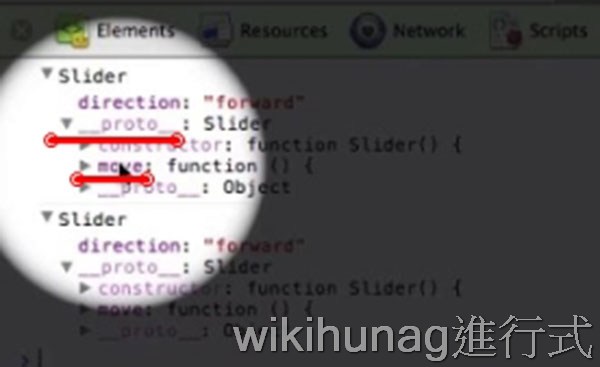 Elements Resources Network Scripts
▼Slider
direction: "forward"
▼__proto__: Slider
▶constructor: function Slider() {
▶move: function () {
▶__proto__: Object
▼Slider
direction: "forward"
▼__proto__: Slider
▶constructor: function Slider() {
▶move: function () {
▶__proto__: Object
wikihunag進行式
>